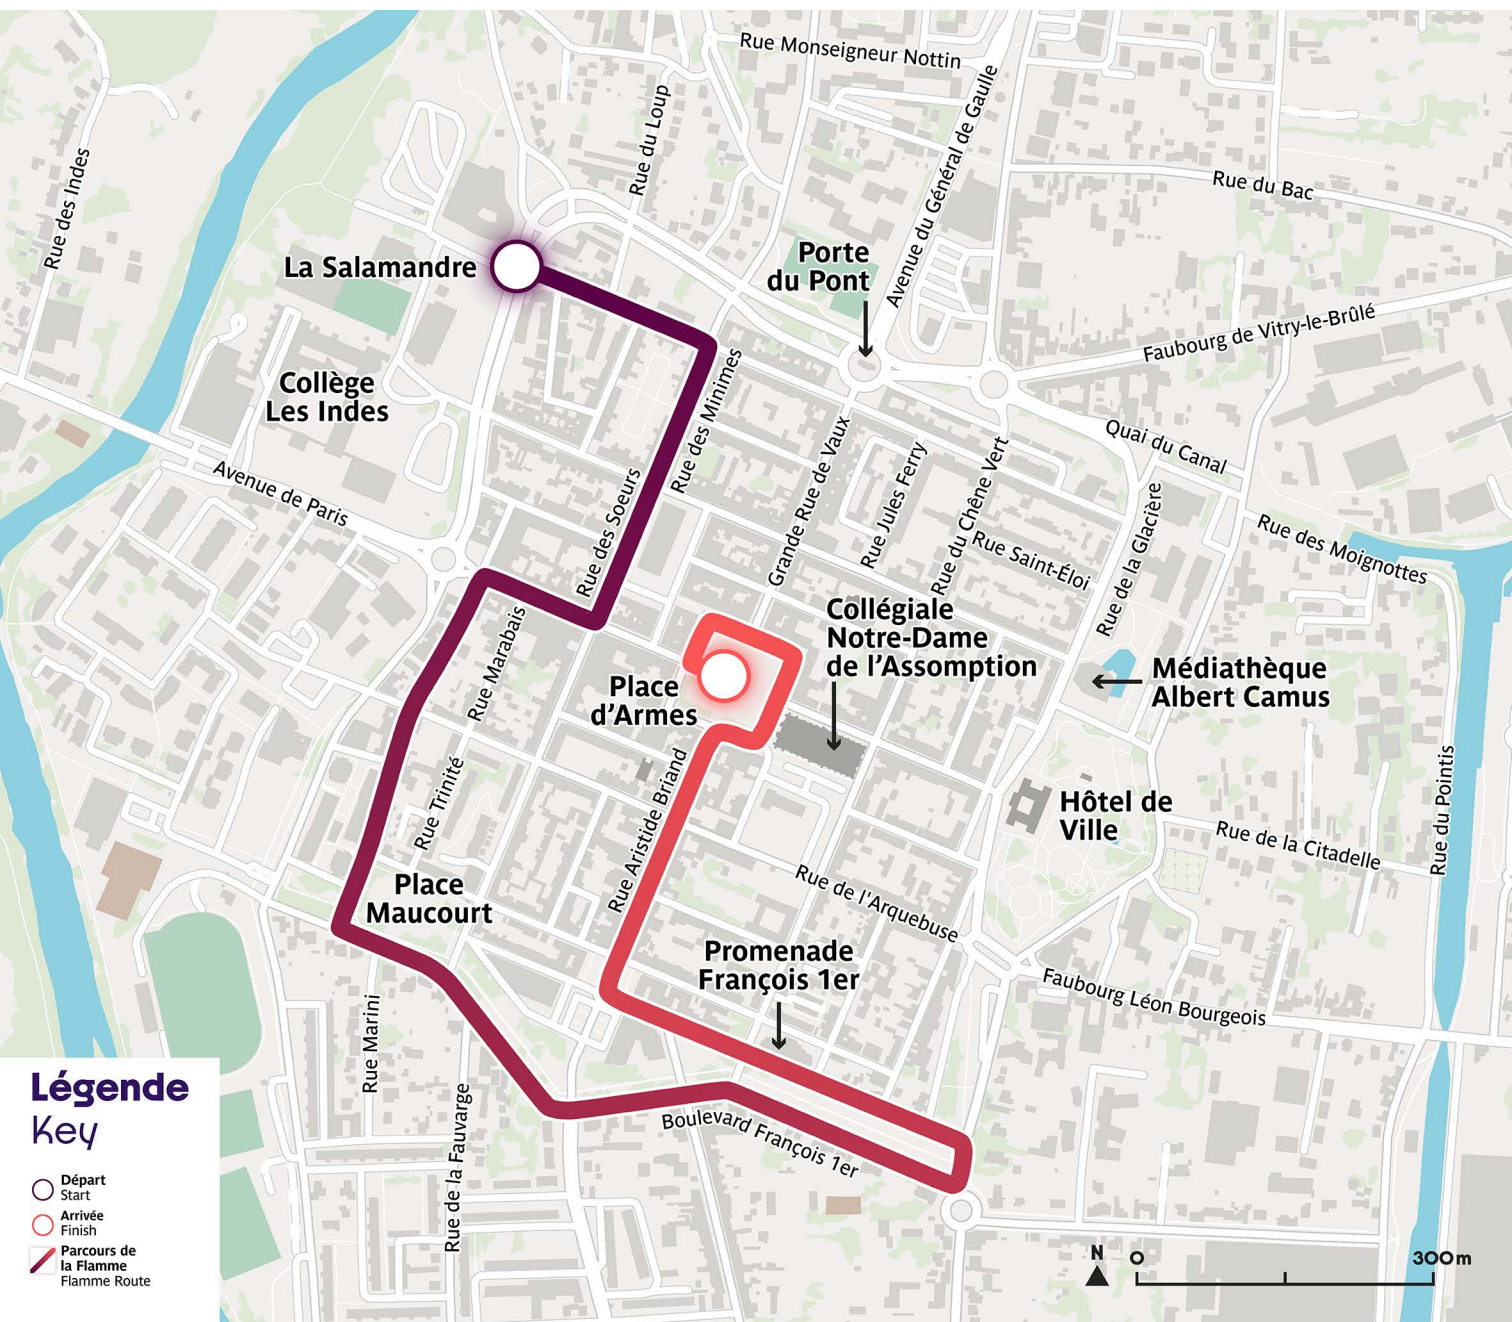 Rue Monseigneur Nottin
Rue du Loup
Avenue du Général de Gaulle
Rue des Indes
Rue du Bac
La Salamandre
Porte
du Pont
Faubourg de Vitry-le-Brûlé
Collège
Les Indes
Rue des Minimes
Quai du Canal
Avenue de Paris
Rue des Soeurs
Grande Rue de Vaux
Rue Jules Ferry
Rue du Chêne Vert
Rue Saint-Éloi
Rue de la Glacière
Rue des Moignottes
Collégiale
Notre-Dame
de l'Assomption
Rue Marabais
Place
d'Armes
Médiathèque
Albert Camus
Rue Trinité
Rue Aristide Briand
Hôtel de
Ville
Rue de la Citadelle
Rue du Pointis
Place
Maucourt
Rue de l'Arquebuse
Promenade
François 1er
Faubourg Léon Bourgeois
Rue Marini
Rue de la Fauvarge
Boulevard François 1er
Légende
Key
Départ
Start
Arrivée
Finish
Parcours de
la Flamme
Flamme Route
N
0
300m